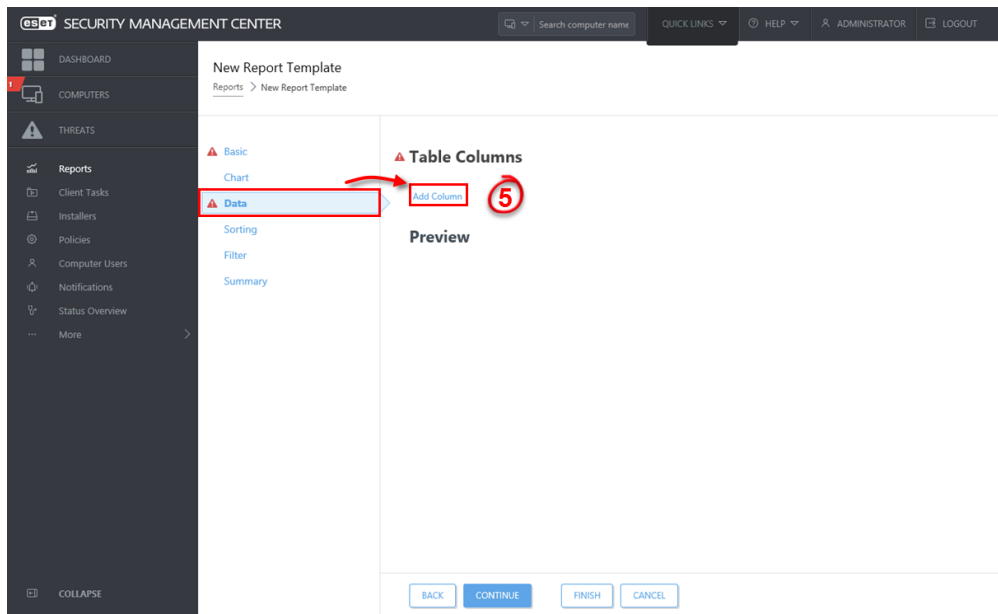 eset SECURITY MANAGEMENT CENTER
Search computer name
QUICK LINKS
HELP
ADMINISTRATOR
LOGOUT
DASHBOARD
1
COMPUTERS
THREATS
Reports
Client Tasks
Installers
Policies
Computer Users
Notifications
Status Overview
More
COLLAPSE
New Report Template
Reports > New Report Template
Basic
Chart
Data
Sorting
Filter
Summary
Table Columns
Add Column
5
Preview
BACK
CONTINUE
FINISH
CANCEL